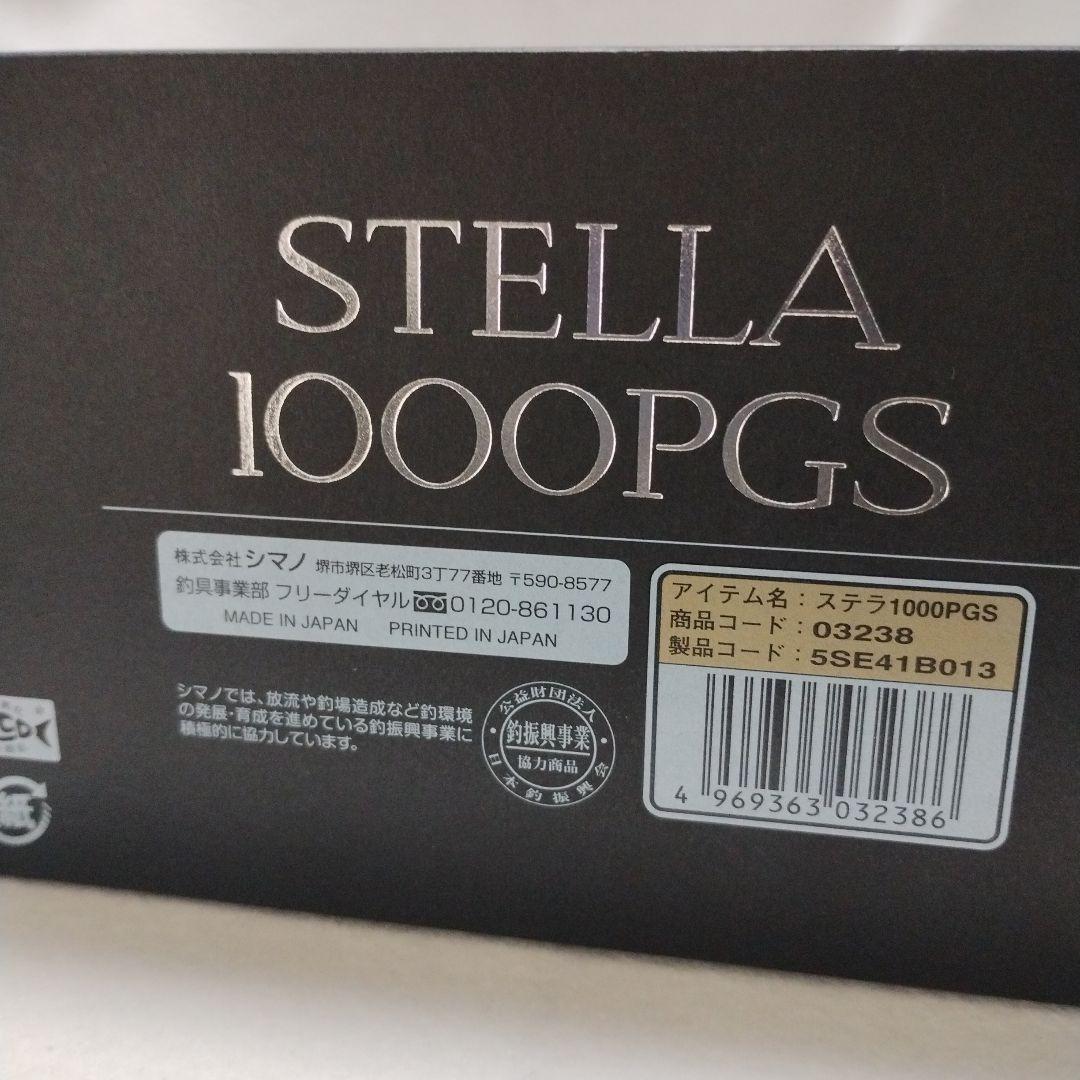 STELLA
1000PGS
株式会社 シマノ 堺市堺区老松町3丁77番地 〒590-8577
釣具事業部 フリーダイヤル 0120-861130
MADE IN JAPAN PRINTED IN JAPAN
アイテム名：ステラ1000PGS
商品コード：03238
製品コード：5SE41B013
4 969363 032386
シマノでは、放流や釣場造成など釣環境
の発展・育成を進めている釣振興事業に
積極的に協力しています。
公益財団法人
釣振興事業
協力商品
日本釣振興会